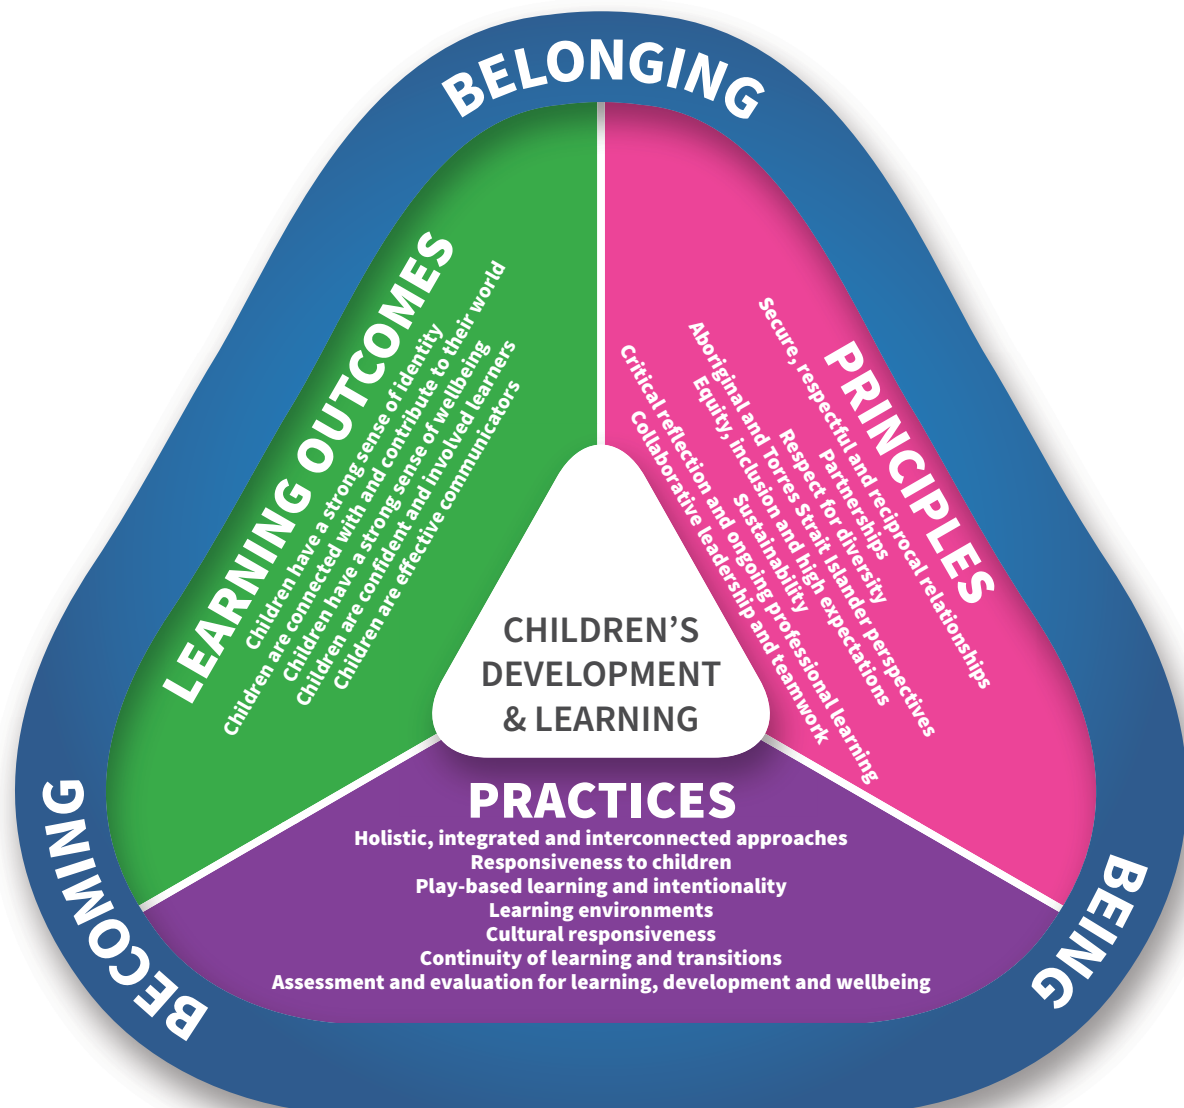 BELONGING
LEARNING OUTCOMES
Children have a strong sense of identity
Children are connected with and contribute to their world
Children have a strong sense of wellbeing
Children are confident and involved learners
Children are effective communicators
PRINCIPLES
Secure, respectful and reciprocal relationships
Partnerships
Respect for diversity
Aboriginal and Torres Strait Islander perspectives
Equity, inclusion and high expectations
Sustainability
Critical reflection and ongoing professional learning
Collaborative leadership and teamwork
CHILDREN’S
DEVELOPMENT
& LEARNING
PRACTICES
Holistic, integrated and interconnected approaches
Responsiveness to children
Play-based learning and intentionality
Learning environments
Cultural responsiveness
Continuity of learning and transitions
Assessment and evaluation for learning, development and wellbeing
BECOMING
BEING